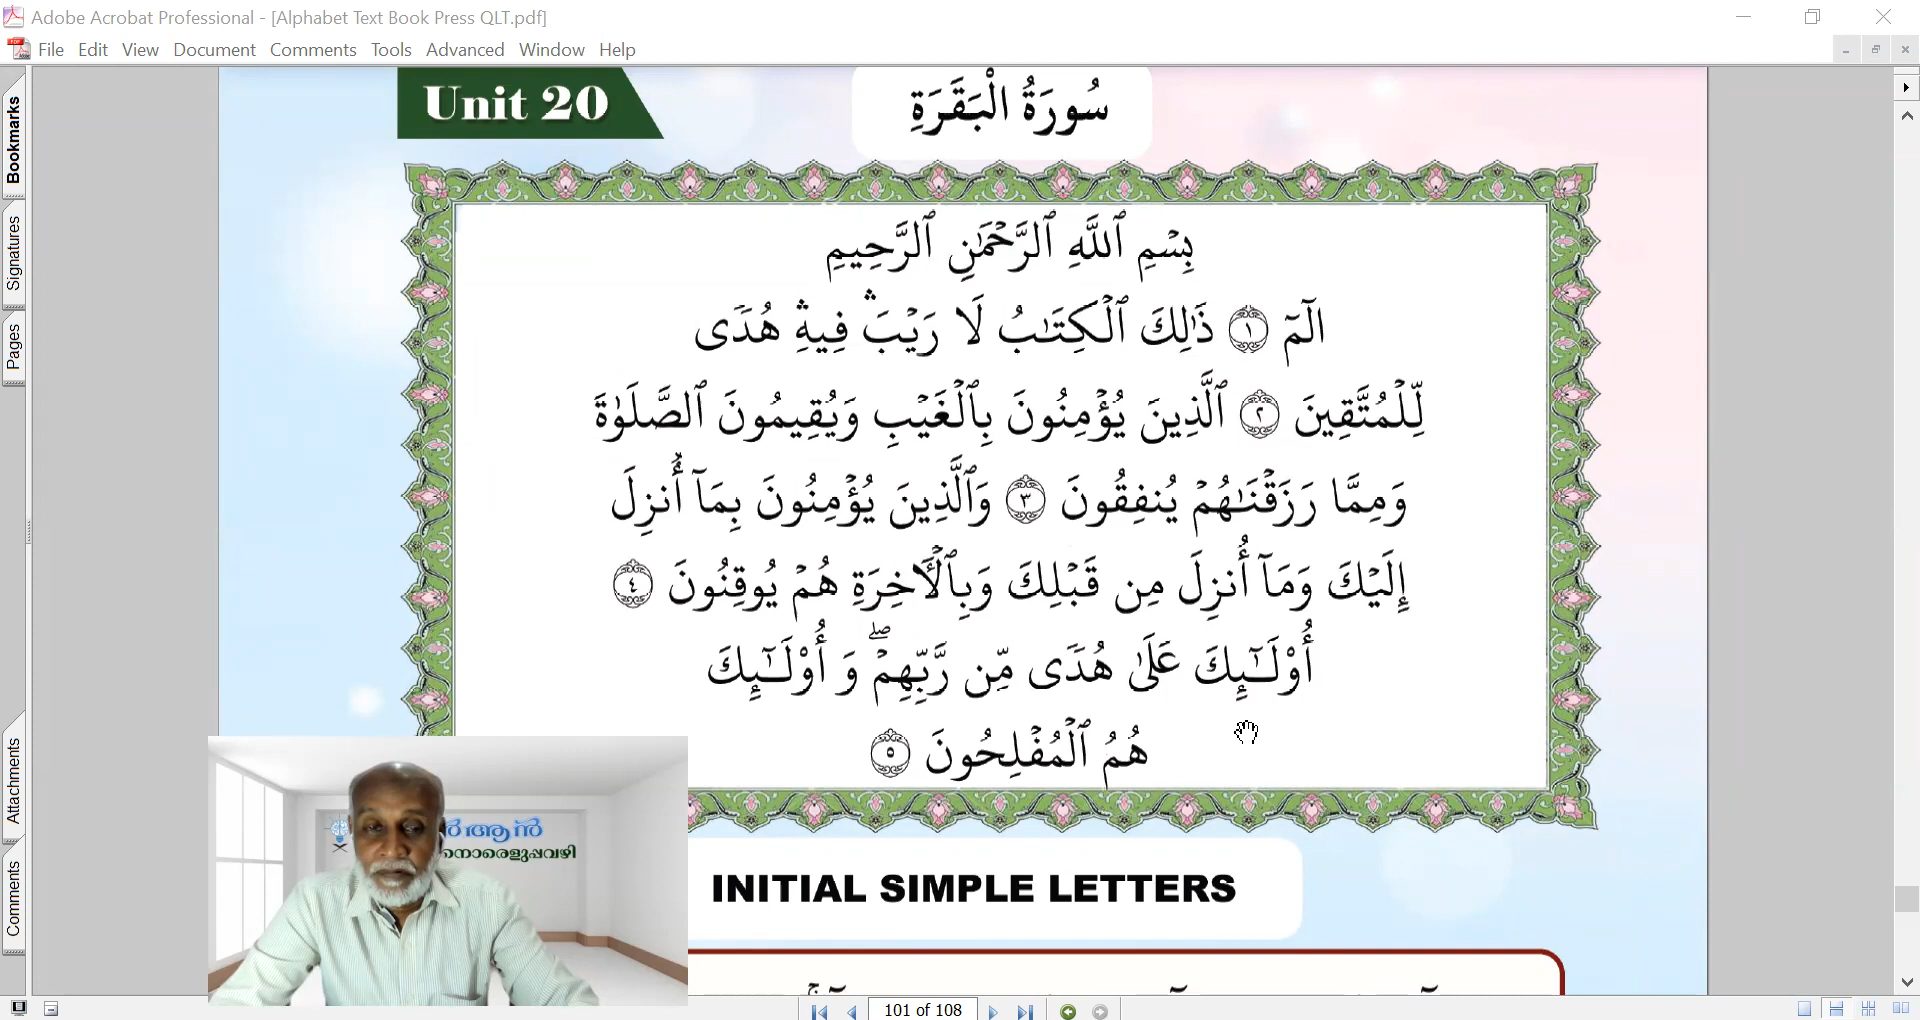 Adobe Acrobat Professional - [Alphabet Text Book Press QLT.pdf]
File Edit View Document Comments Tools Advanced Window Help
Bookmarks
Signatures
Pages
Attachments
Comments
Unit 20
سُورَةُ الْبَقَرَةِ
بِسۡمِ ٱللَّهِ ٱلرَّحۡمَٰنِ ٱلرَّحِيمِ
الٓمٓ ١ ذَٰلِكَ ٱلۡكِتَٰبُ لَا رَيۡبَۛ فِيهِۛ هُدٗى
لِّلۡمُتَّقِينَ ٢ ٱلَّذِينَ يُؤۡمِنُونَ بِٱلۡغَيۡبِ وَيُقِيمُونَ ٱلصَّلَوٰةَ
وَمِمَّا رَزَقۡنَٰهُمۡ يُنفِقُونَ ٣ وَٱلَّذِينَ يُؤۡمِنُونَ بِمَآ أُنزِلَ
إِلَيۡكَ وَمَآ أُنزِلَ مِن قَبۡلِكَ وَبِٱلۡأٓخِرَةِ هُمۡ يُوقِنُونَ ٤
أُوْلَٰٓئِكَ عَلَىٰ هُدٗى مِّن رَّبِّهِمۡۖ وَ أُوْلَٰٓئِكَ
هُمُ ٱلۡمُفۡلِحُونَ ٥
ർആൻ
നൊരെളുപ്പവഴി
INITIAL SIMPLE LETTERS
101 of 108